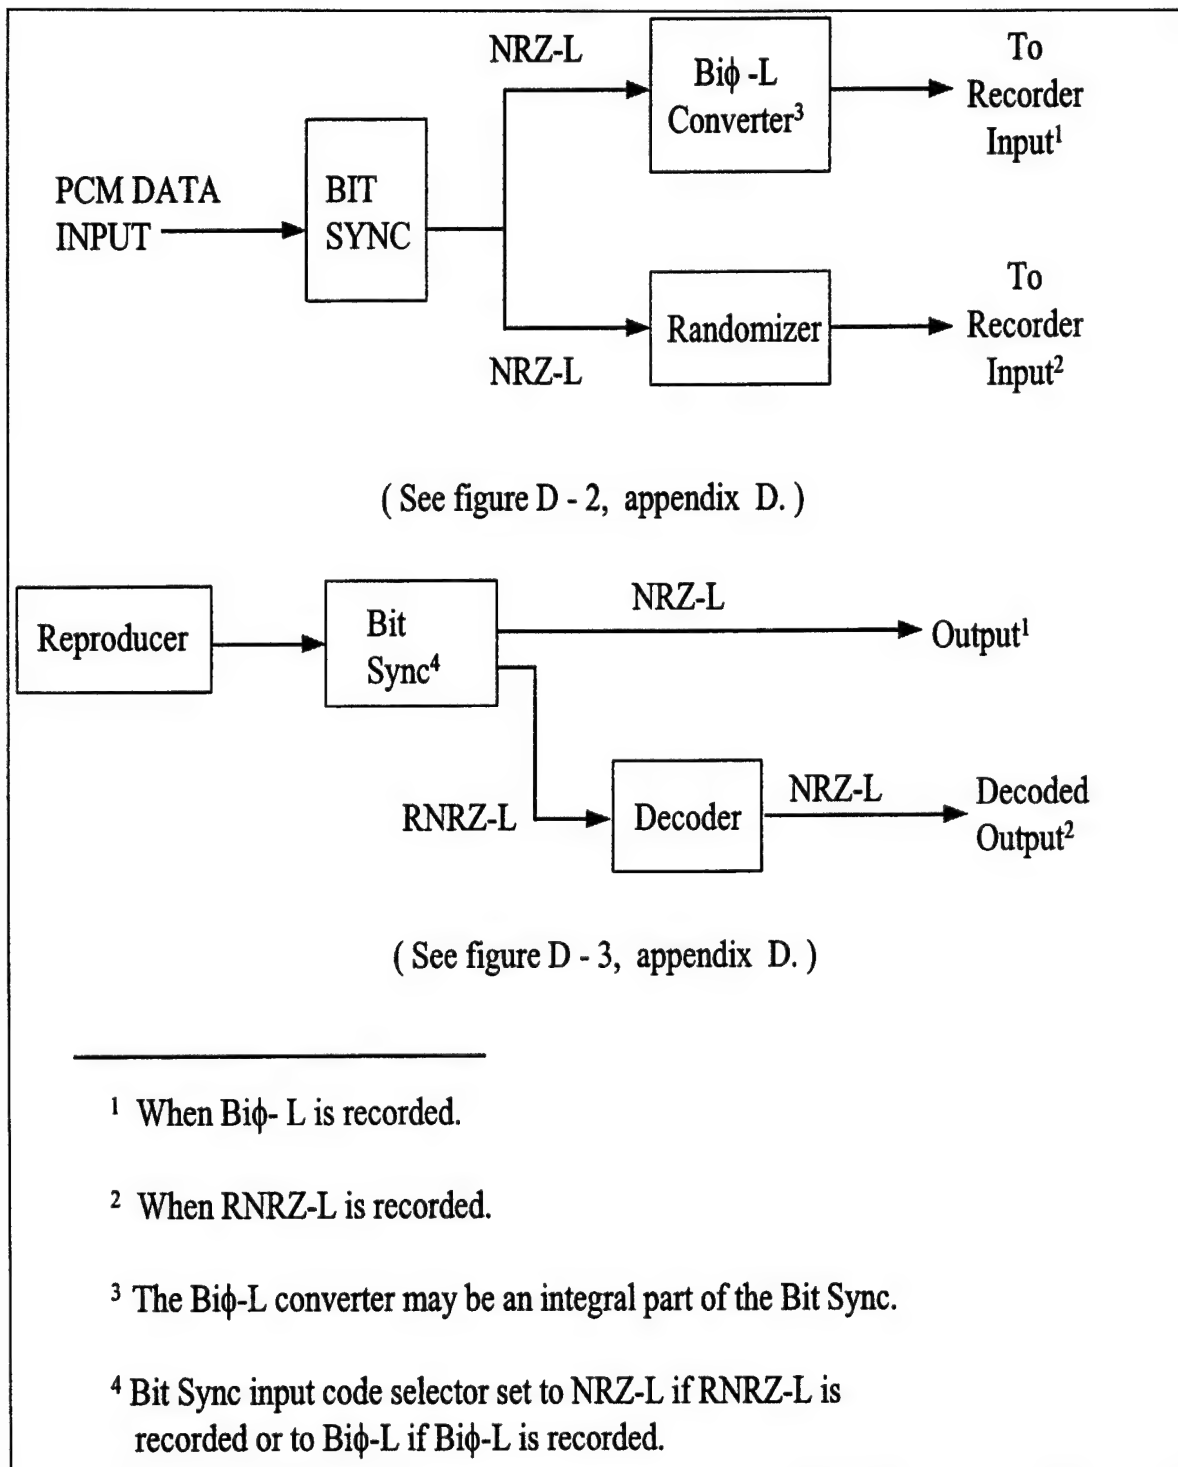 NRZ-L
Biϕ -L
Converter³
To
Recorder
Input¹
PCM DATA
INPUT
BIT
SYNC
NRZ-L
Randomizer
To
Recorder
Input²
( See figure D - 2, appendix D. )
Reproducer
Bit
Sync⁴
NRZ-L
Output¹
RNRZ-L
Decoder
NRZ-L
Decoded
Output²
( See figure D - 3, appendix D. )
¹ When Biϕ- L is recorded.
² When RNRZ-L is recorded.
³ The Biϕ-L converter may be an integral part of the Bit Sync.
⁴ Bit Sync input code selector set to NRZ-L if RNRZ-L is
recorded or to Biϕ-L if Biϕ-L is recorded.